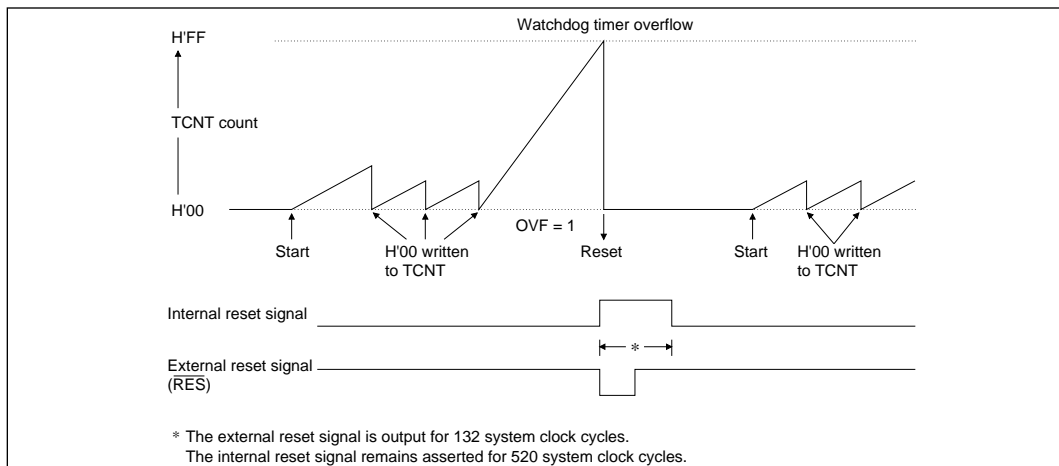 Watchdog timer overflow
H'FF
TCNT count
H'00
OVF = 1
Start
H'00 written
to TCNT
Reset
Start
H'00 written
to TCNT
Internal reset signal
*
External reset signal
(RES)
* The external reset signal is output for 132 system clock cycles.
The internal reset signal remains asserted for 520 system clock cycles.